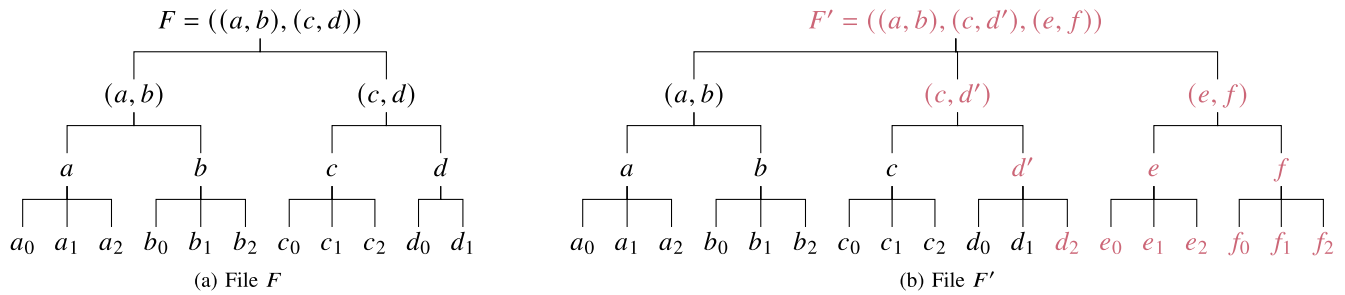 F = ((a, b), (c, d))
(a, b) (c, d)
a b c d
a₀ a₁ a₂ b₀ b₁ b₂ c₀ c₁ c₂ d₀ d₁
(a) File F
F′ = ((a, b), (c, d′), (e, f))
(a, b) (c, d′) (e, f)
a b c d′ e f
a₀ a₁ a₂ b₀ b₁ b₂ c₀ c₁ c₂ d₀ d₁ d₂ e₀ e₁ e₂ f₀ f₁ f₂
(b) File F′